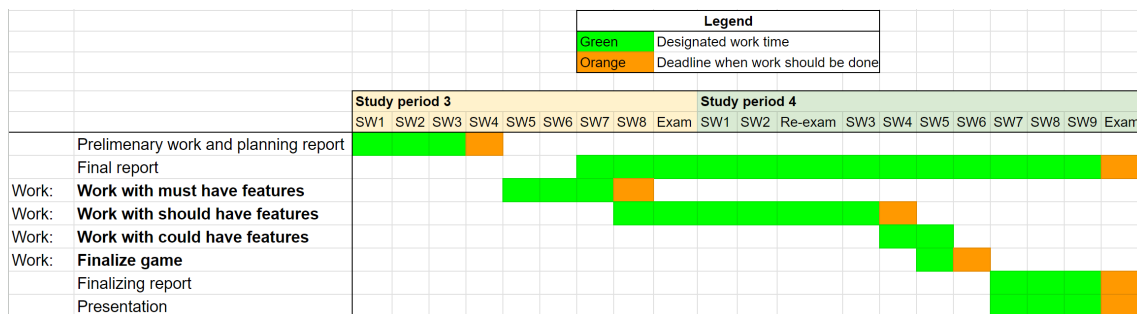 Legend
Green Designated work time
Orange Deadline when work should be done
Study period 3 Study period 4
SW1 SW2 SW3 SW4 SW5 SW6 SW7 SW8 Exam SW1 SW2 Re-exam SW3 SW4 SW5 SW6 SW7 SW8 SW9 Exam
Prelimenary work and planning report
Final report
Work: Work with must have features
Work: Work with should have features
Work: Work with could have features
Work: Finalize game
Finalizing report
Presentation